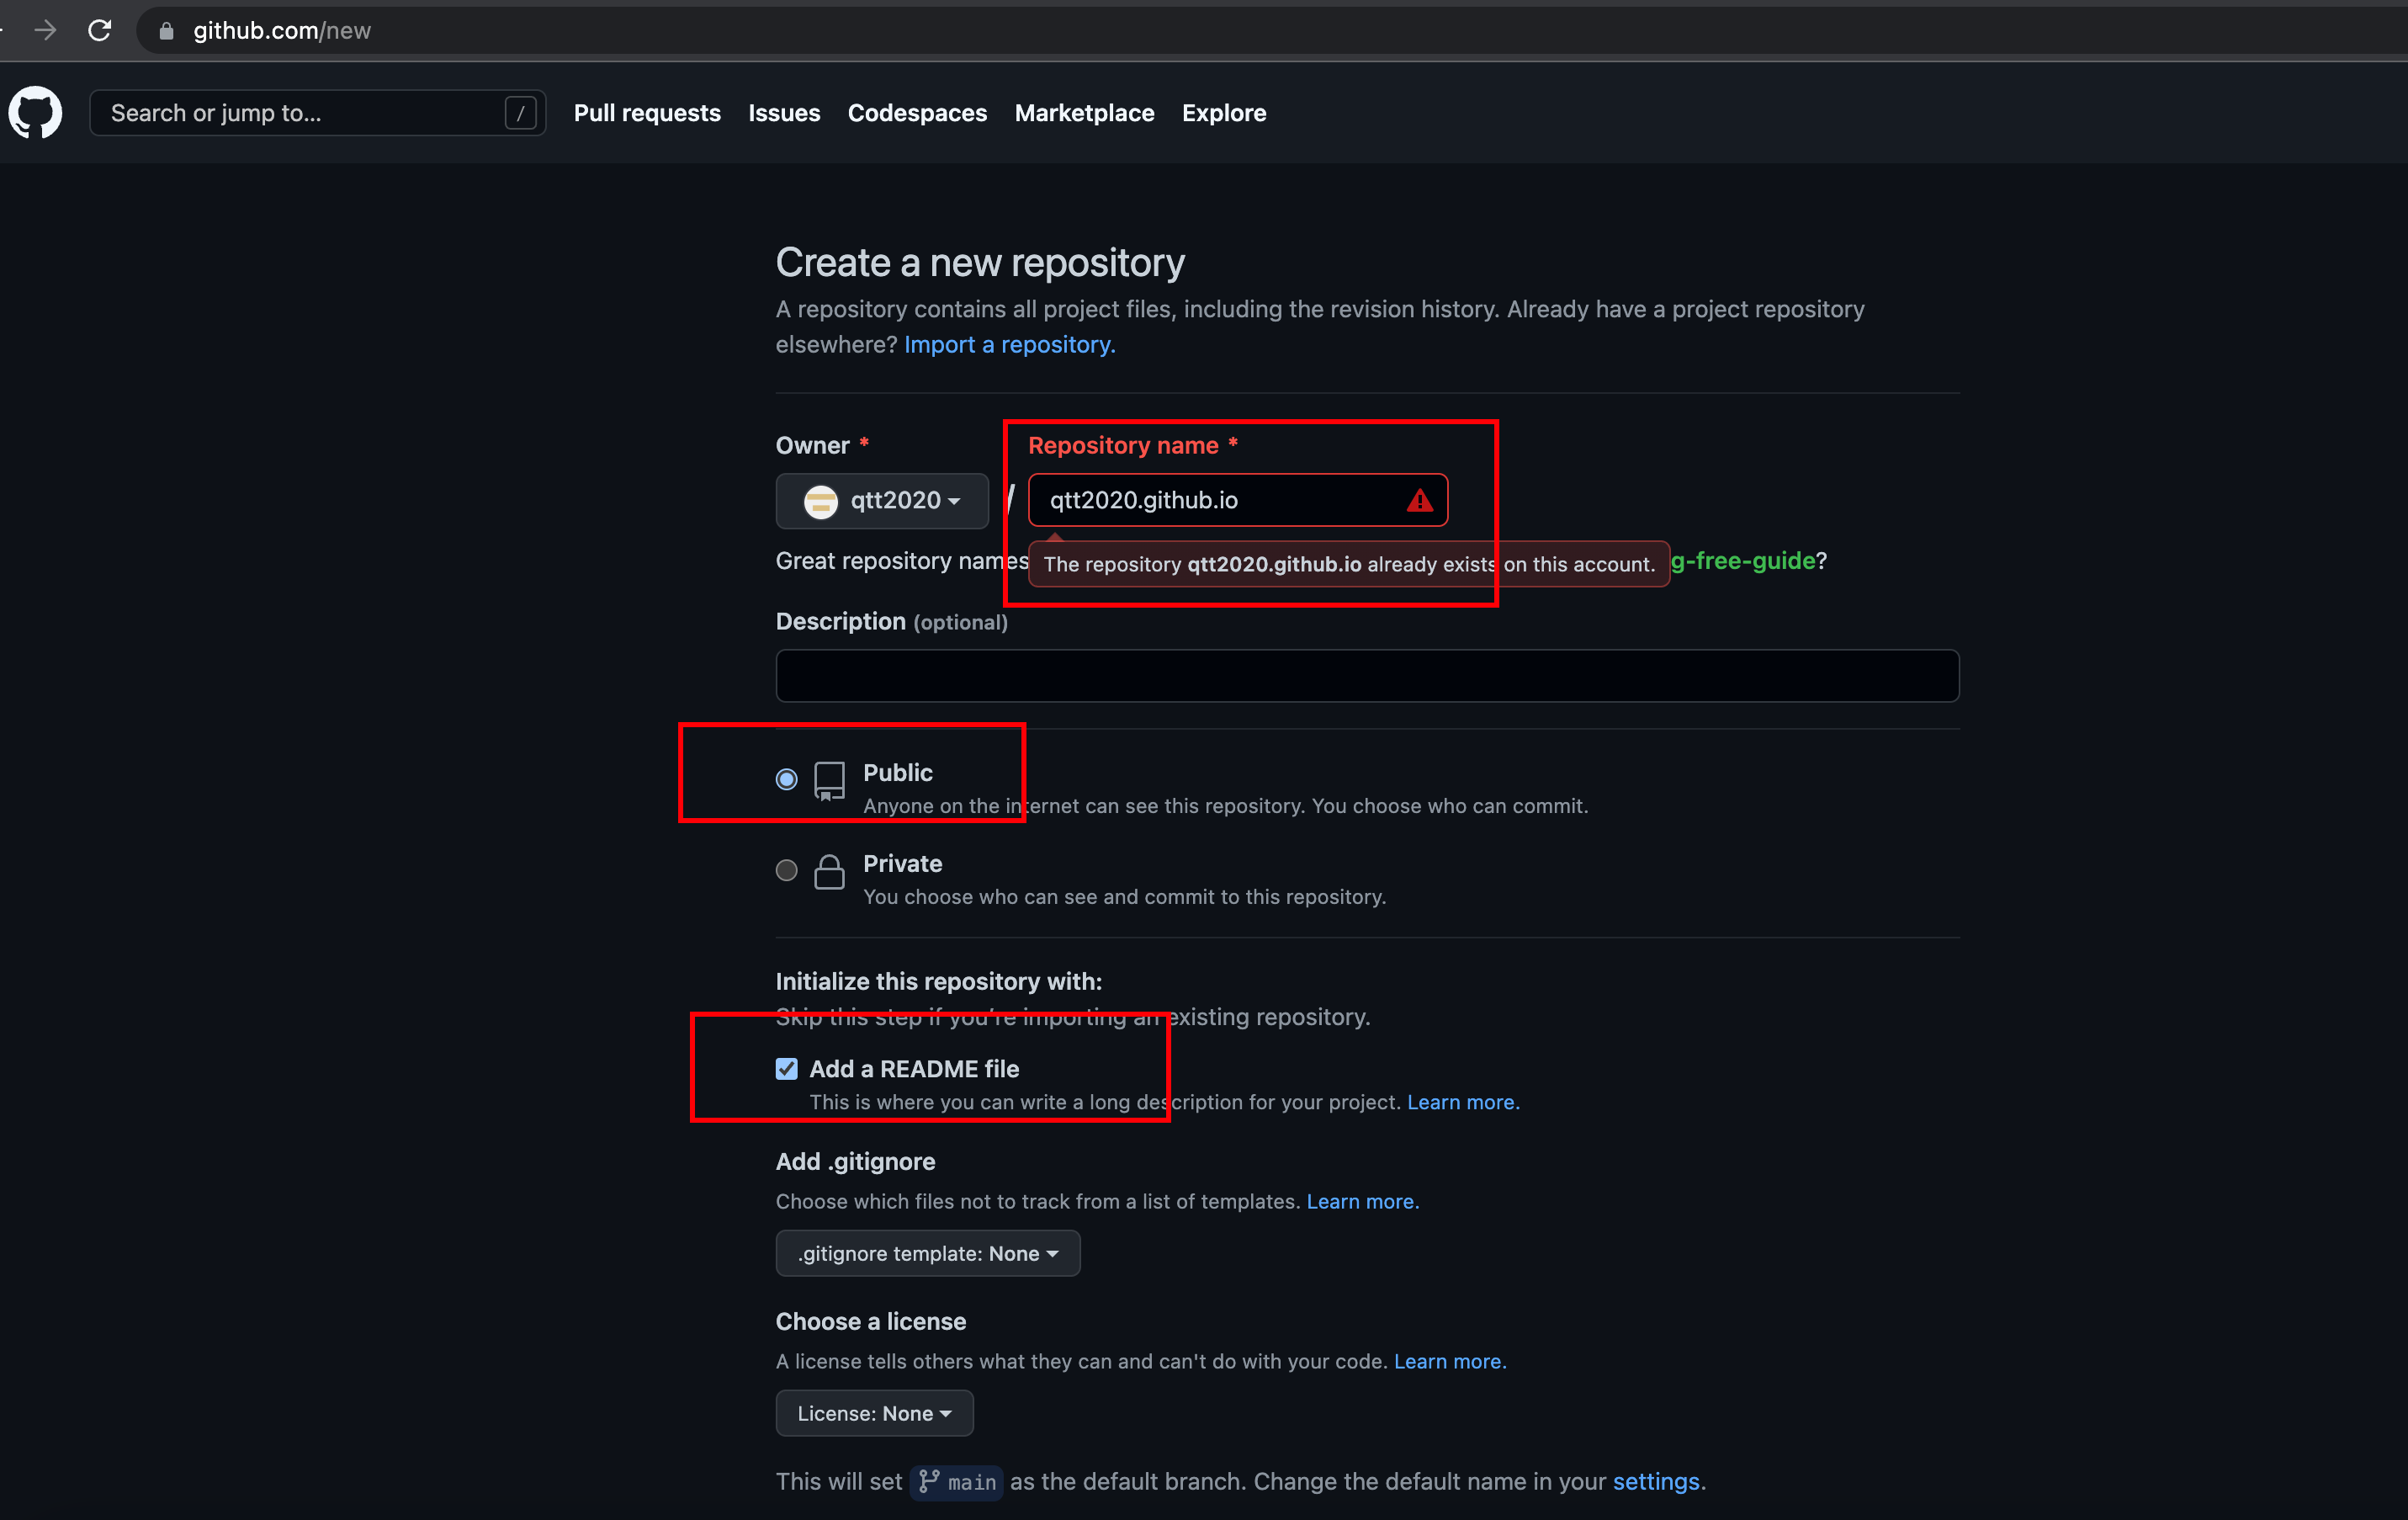 github.com/new
Search or jump to... /
Pull requests Issues Codespaces Marketplace Explore
Create a new repository
A repository contains all project files, including the revision history. Already have a project repository
elsewhere? Import a repository.
Owner * Repository name *
qtt2020 / qtt2020.github.io
Great repository names g-free-guide?
The repository qtt2020.github.io already exists on this account.
Description (optional)
Public
Anyone on the internet can see this repository. You choose who can commit.
Private
You choose who can see and commit to this repository.
Initialize this repository with:
Skip this step if you're importing an existing repository.
Add a README file
This is where you can write a long description for your project. Learn more.
Add .gitignore
Choose which files not to track from a list of templates. Learn more.
.gitignore template: None
Choose a license
A license tells others what they can and can't do with your code. Learn more.
License: None
This will set main as the default branch. Change the default name in your settings.